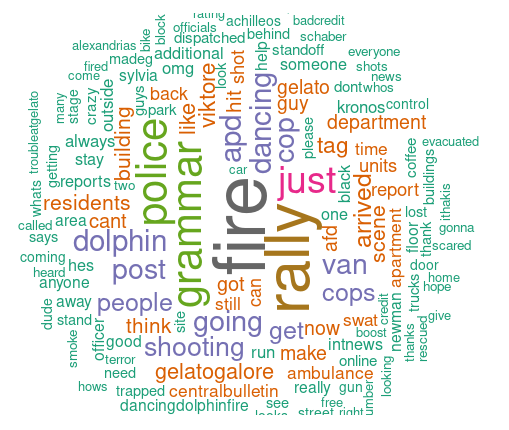 rating
officials
achilleos
badcredit
block
bike
dispatched
behind
schaber
alexandrias
madeg
additional
help
standoff
everyone
fired
omg
look
someone
shots
come
sylvia
viktore
shot
dancing
news
many
stage
crazy
outside
guys
back
hit
gelato
dontwhos
troubleatgelato
park
like
apd
guy
kronos
control
building
police
cop
please
department
always
grammar
tag
time
coffee
evacuated
getting
stay
car
just
black
units
buildings
whats
reports
two
fire
rally
arrived
report
ithakis
residents
one
scene
apartment
lost
called
area
cant
afd
floor
thank
gonna
says
dolphin
scared
coming
hes
post
got
can
van
door
heard
anyone
still
cops
trucks
home
hope
dude
away
people
site
going
get
now
swat
credit
newman
give
stand
officer
think
boost
thanks
rescued
smoke
good
shooting
run
make
intnews
terror
online
looking
need
gelatogalore
ambulance
hows
trapped
centralbulletin
really
gun
dancingdolphinfire
see
free
street
right